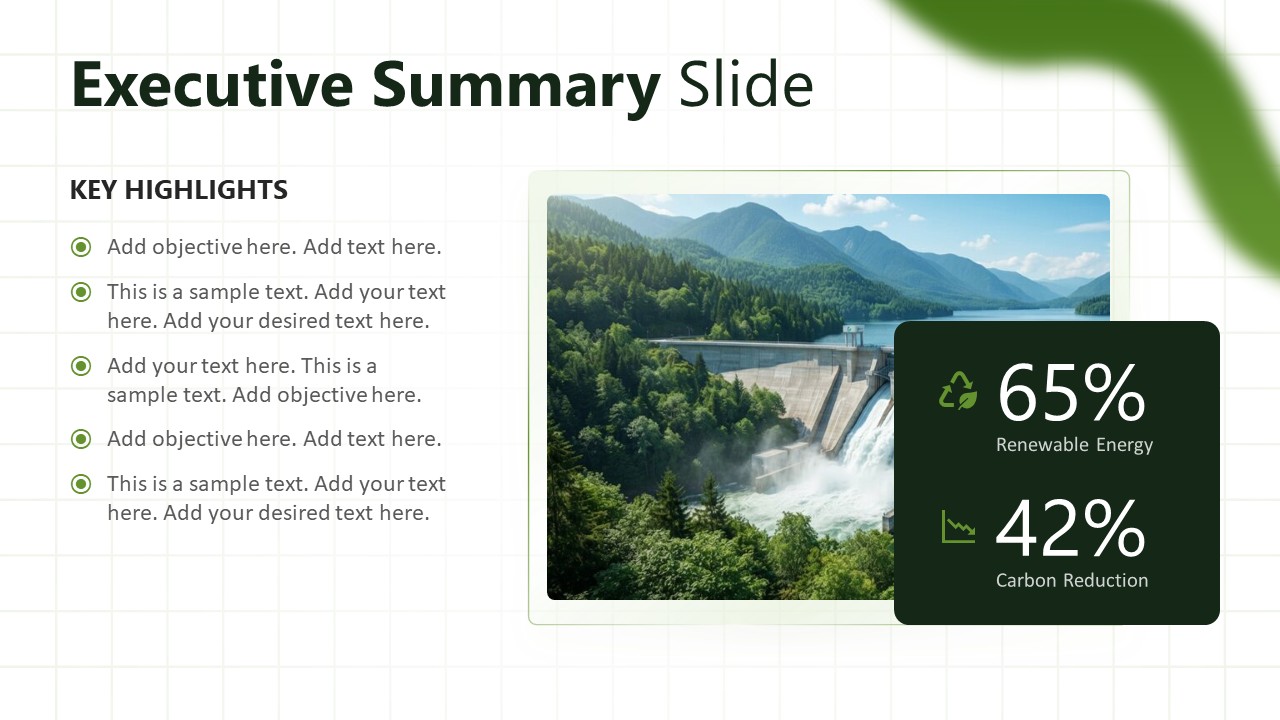 Executive Summary Slide
KEY HIGHLIGHTS
Add objective here. Add text here.
This is a sample text. Add your text
here. Add your desired text here.
Add your text here. This is a
sample text. Add objective here.
Add objective here. Add text here.
This is a sample text. Add your text
here. Add your desired text here.
65%
Renewable Energy
42%
Carbon Reduction